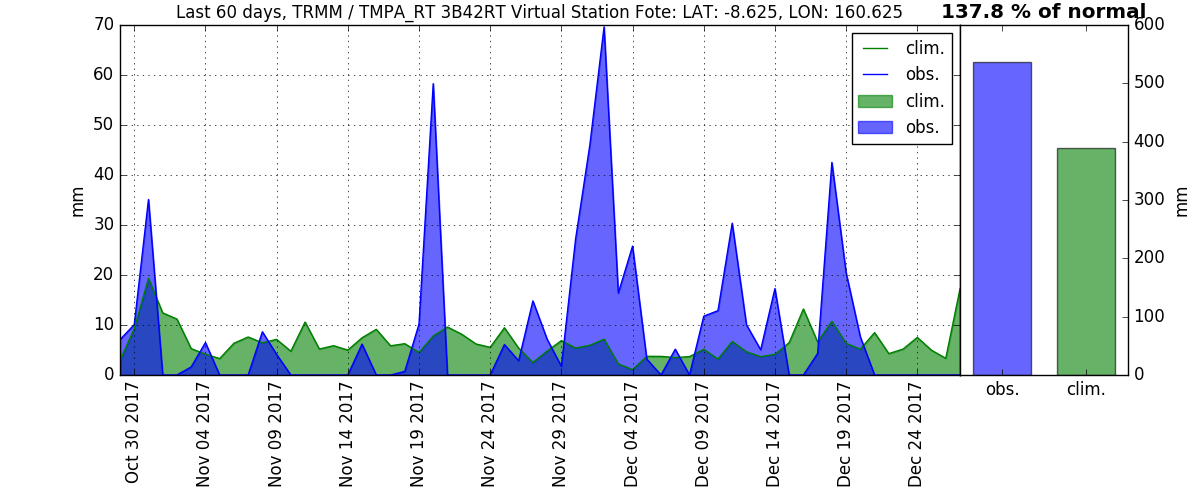 Last 60 days, TRMM / TMPA_RT 3B42RT Virtual Station Fote: LAT: -8.625, LON: 160.625
137.8 % of normal
70
60
50
40
30
20
10
0
mm
clim.
obs.
clim.
obs.
600
500
400
300
200
100
0
mm
obs.
clim.
Oct 30 2017
Nov 04 2017
Nov 09 2017
Nov 14 2017
Nov 19 2017
Nov 24 2017
Nov 29 2017
Dec 04 2017
Dec 09 2017
Dec 14 2017
Dec 19 2017
Dec 24 2017